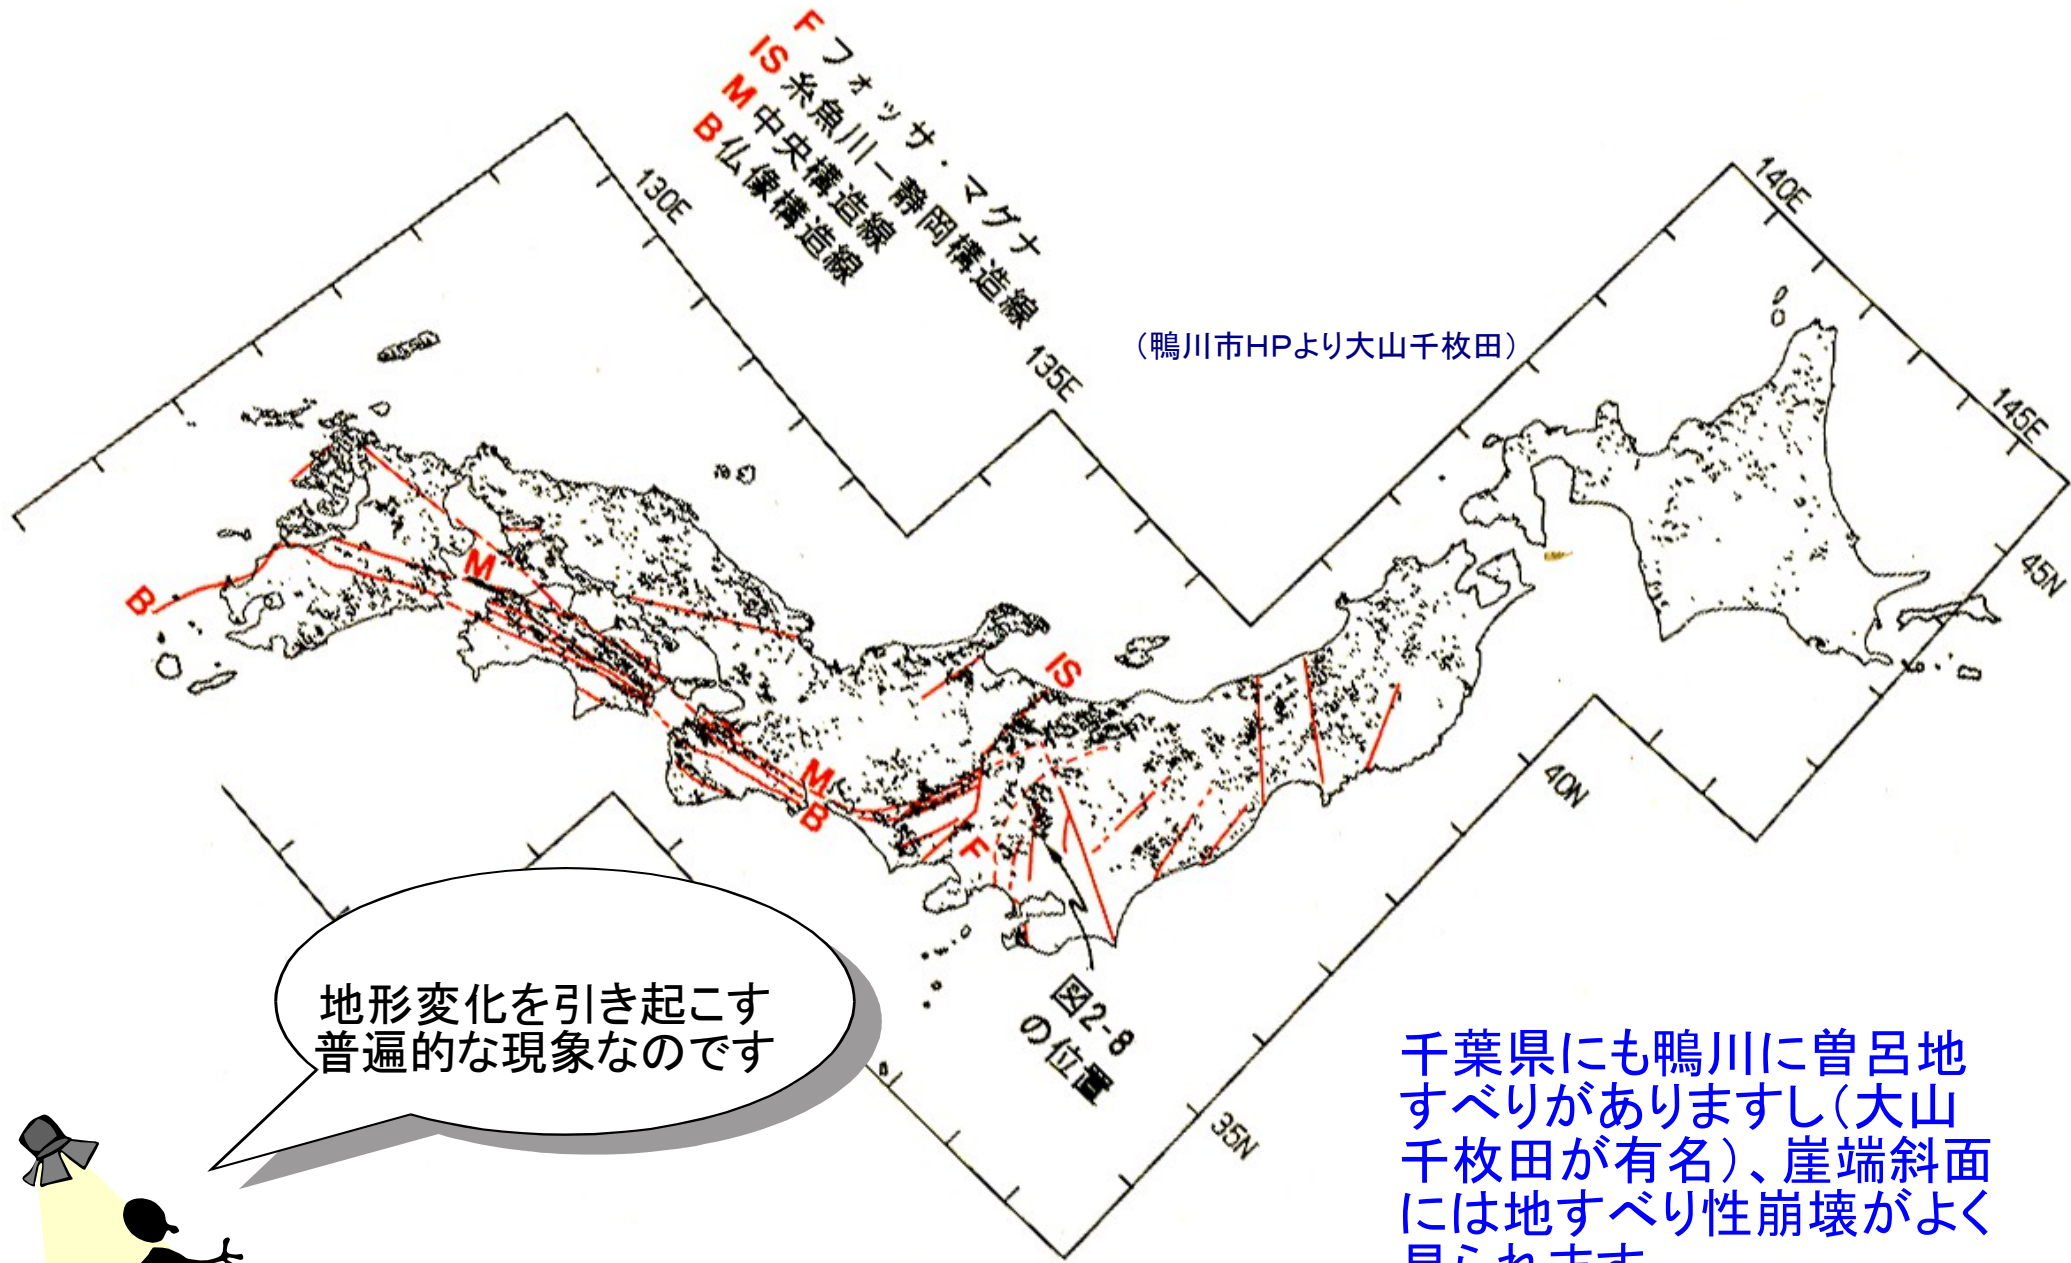 F フォッサ・マグナ
IS 糸魚川ー静岡構造線
M 中央構造線
B 仏像構造線
130E
135E
140E
145E
(鴨川市HPより大山千枚田)
45N
B
M
IS
M
B
F
40N
35N
図2-8
の位置
地形変化を引き起こす
普遍的な現象なのです
千葉県にも鴨川に曽呂地
すべりがありますし(大山
千枚田が有名)、崖端斜面
には地すべり性崩壊がよく
見られます